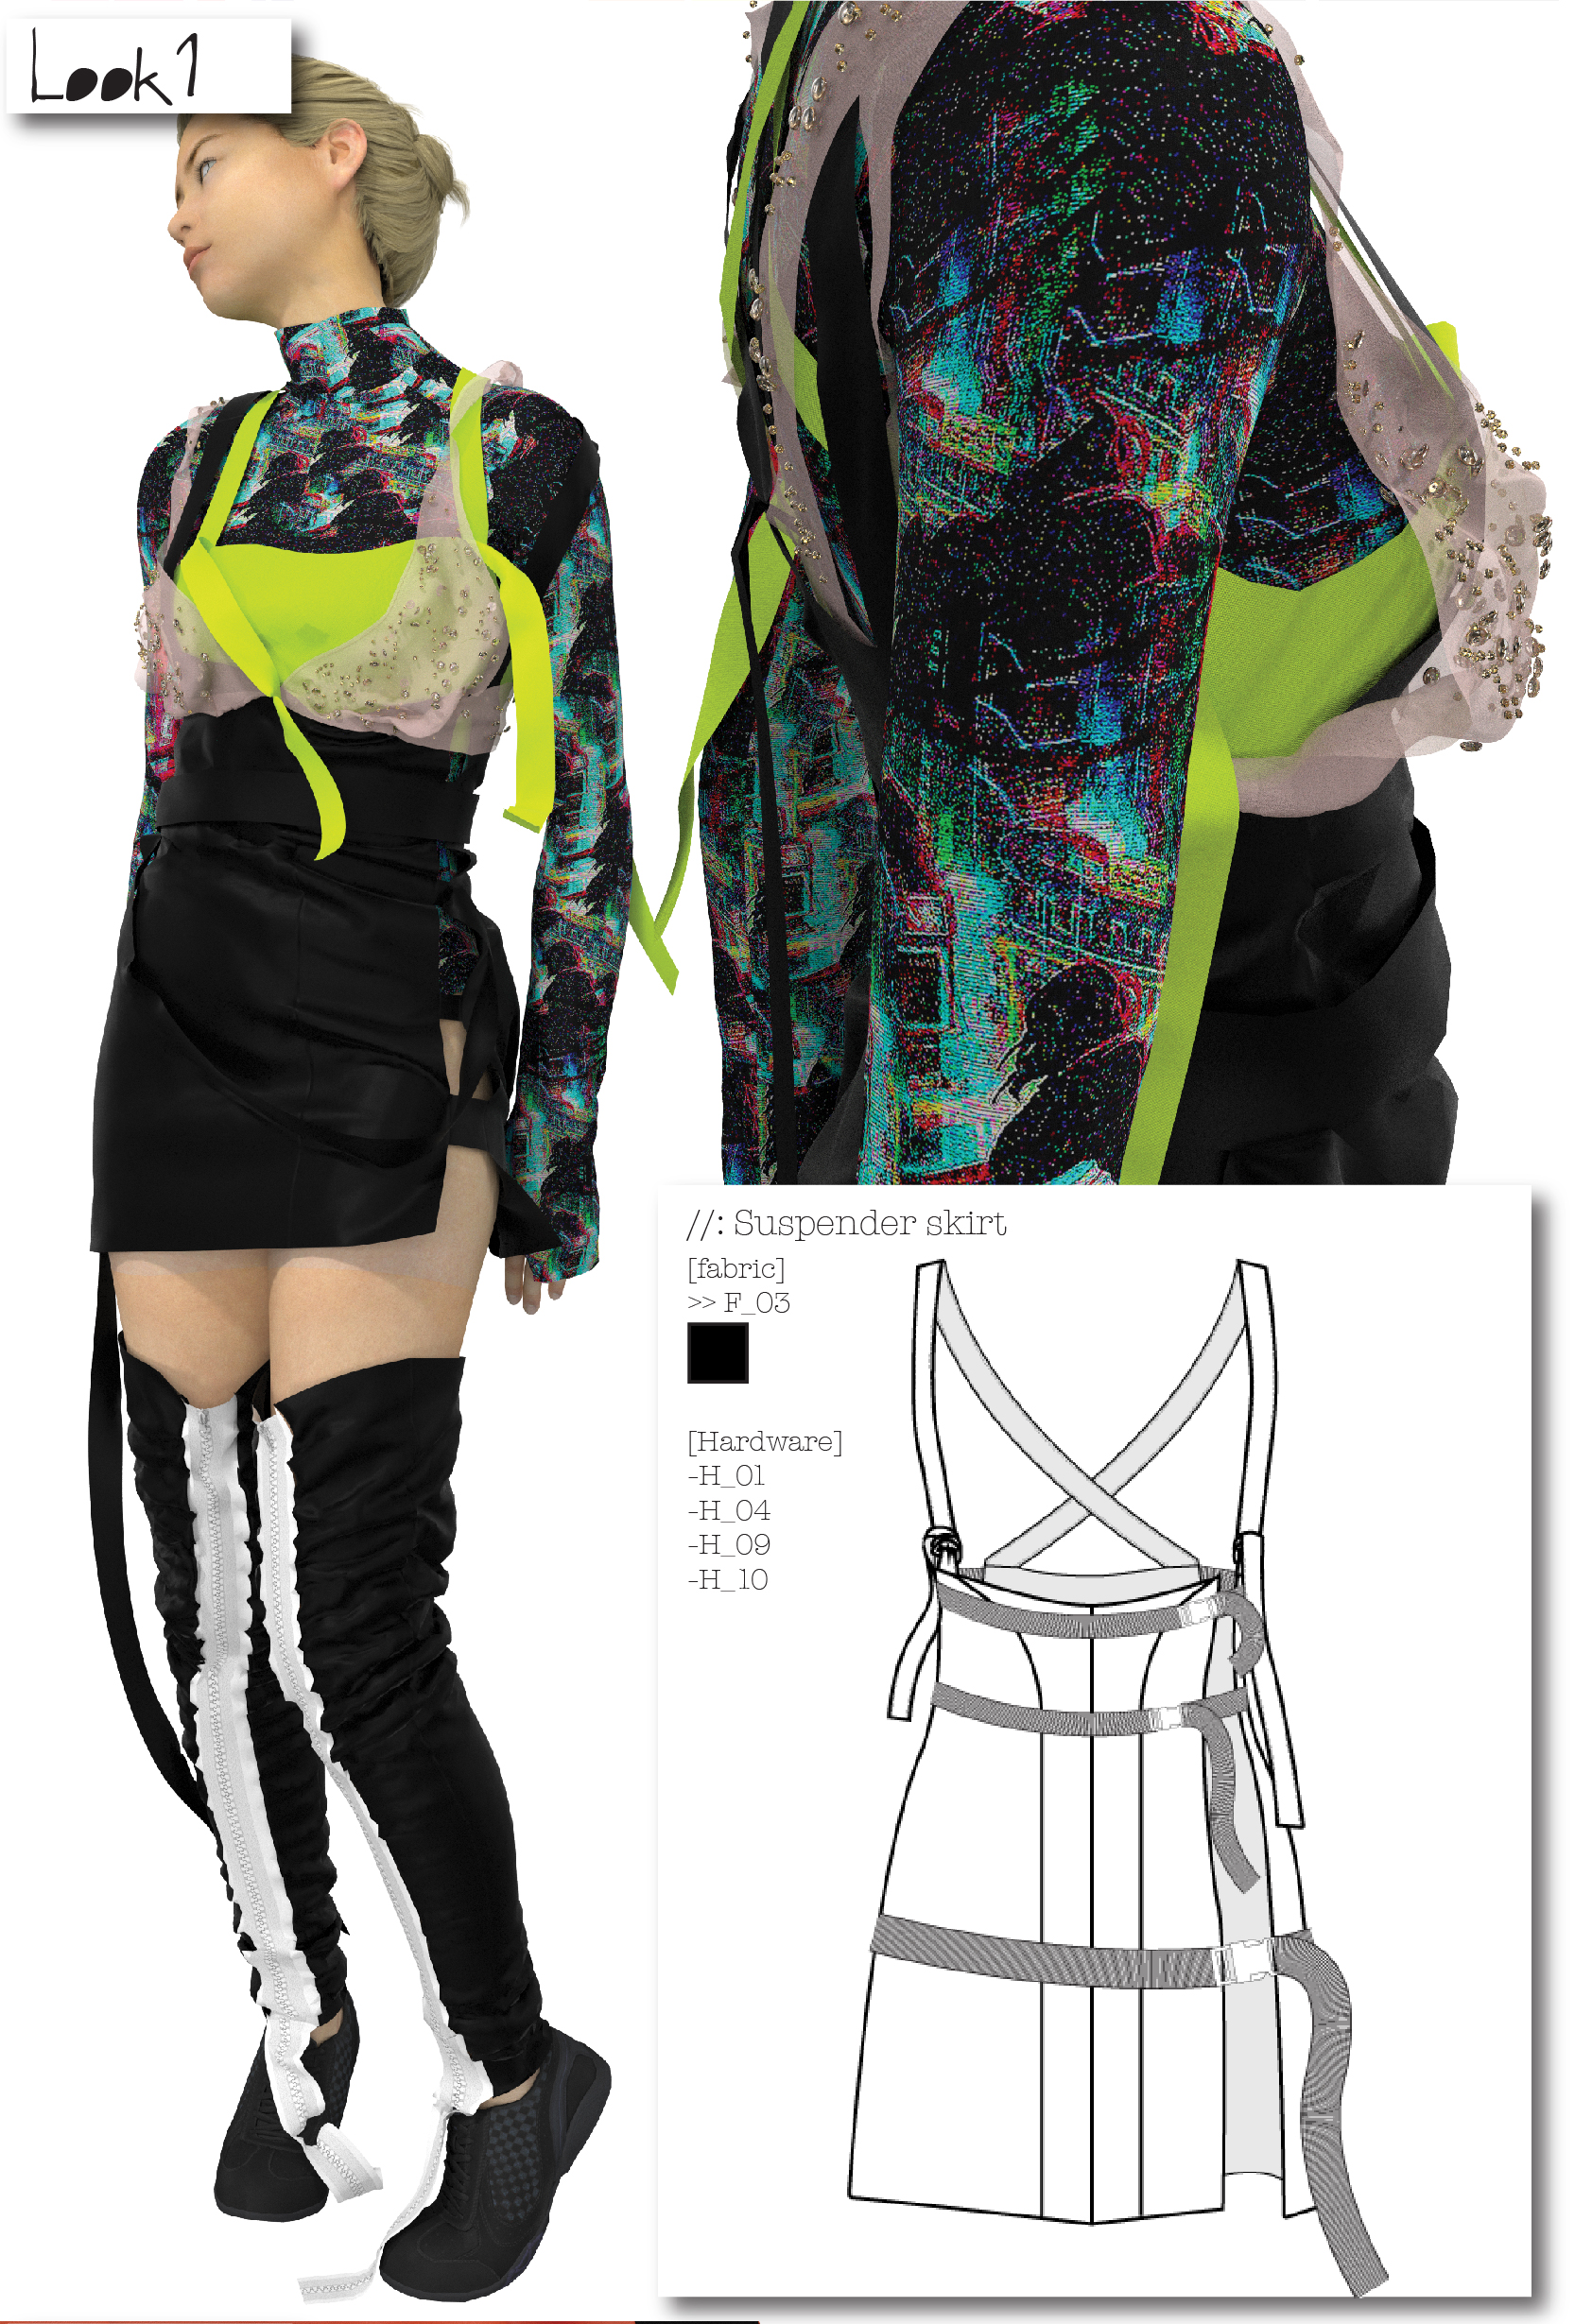 Look 1
//: Suspender skirt
[fabric]
>> F_03
[Hardware]
-H_01
-H_04
-H_09
-H_10